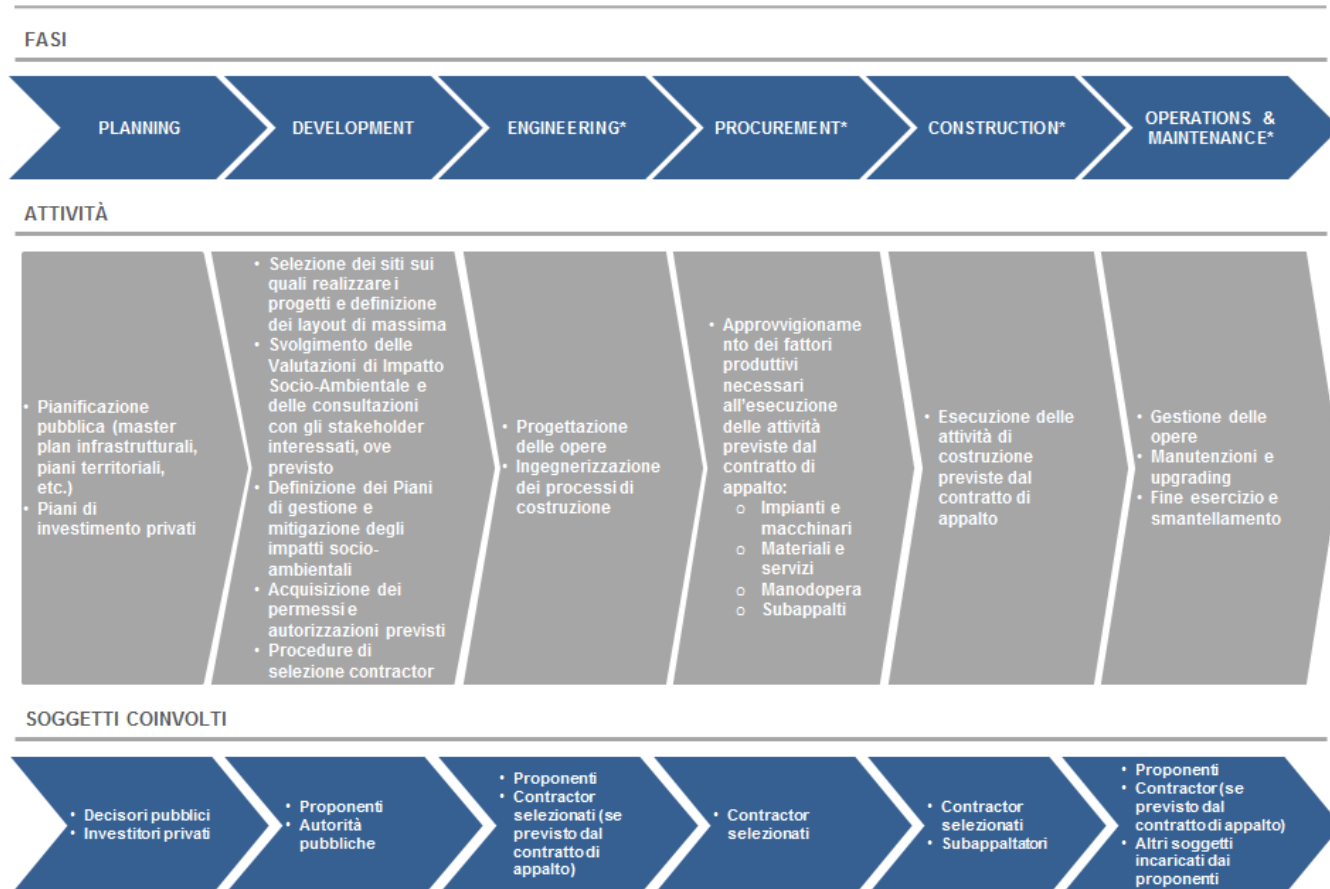 FASI
PLANNING
DEVELOPMENT
ENGINEERING*
PROCUREMENT*
CONSTRUCTION*
OPERATIONS &
MAINTENANCE*
ATTIVITÀ
• Pianificazione
pubblica (master
plan infrastrutturali,
piani territoriali,
etc.)
• Piani di
investimento privati
• Selezione dei siti sui
quali realizzare i
progetti e definizione
dei layout di massima
• Svolgimento delle
Valutazioni di Impatto
Socio-Ambientale e
delle consultazioni
con gli stakeholder
interessati, ove
previsto
• Definizione dei Piani
di gestione e
mitigazione degli
impatti socio-
ambientali
• Acquisizione dei
permessi e
autorizzazioni previsti
• Procedure di
selezione contractor
• Progettazione
delle opere
• Ingegnerizzazione
dei processi di
costruzione
• Approvvigioname
nto dei fattori
produttivi
necessari
all'esecuzione
delle attività
previste dal
contratto di
appalto:
o Impianti e
macchinari
o Materiali e
servizi
o Manodopera
o Subappalti
• Esecuzione delle
attività di
costruzione
previste dal
contratto di
appalto
• Gestione delle
opere
• Manutenzioni e
upgrading
• Fine esercizio e
smantellamento
SOGGETTI COINVOLTI
• Decisori pubblici
• Investitori privati
• Proponenti
• Autorità
pubbliche
• Proponenti
• Contractor
selezionati (se
previsto dal
contratto di
appalto)
• Contractor
selezionati
• Contractor
selezionati
• Subappaltatori
• Proponenti
• Contractor (se
previsto dal
contratto di appalto)
• Altri soggetti
incaricati dai
proponenti